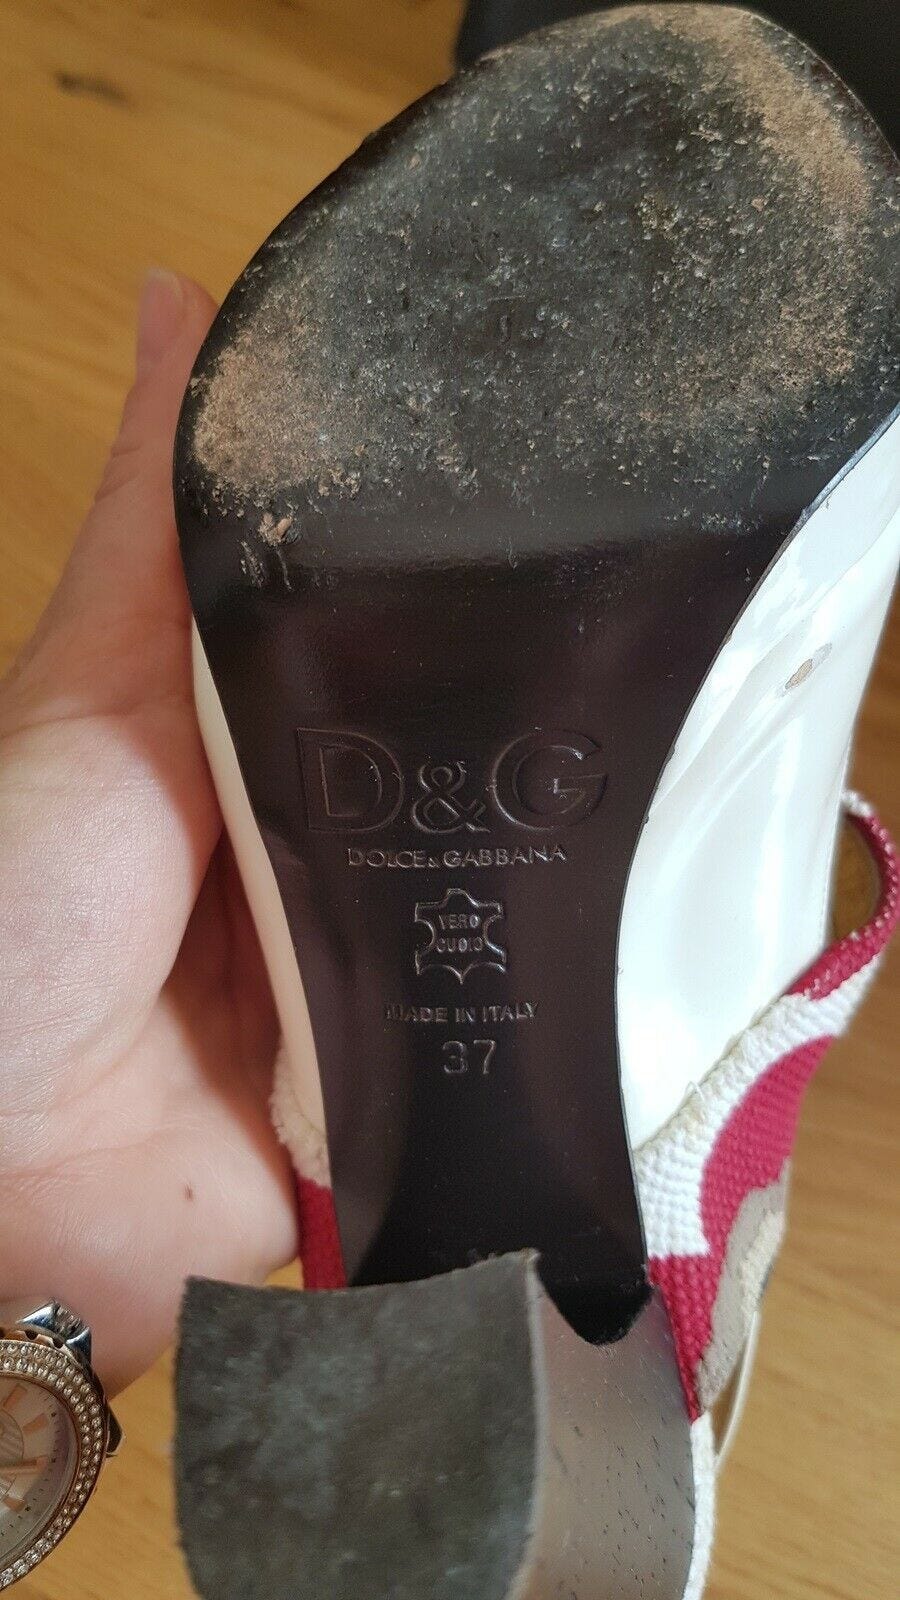 D&G
DOLCE&GABBANA
VERO
CUOIO
MADE IN ITALY
37